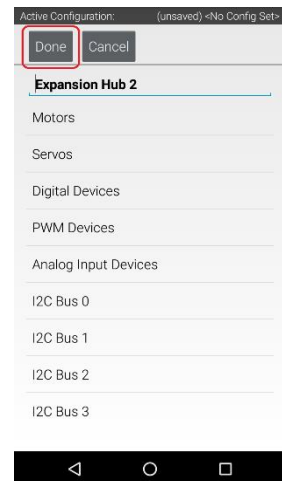 Active Configuration: (unsaved) <No Config Set>
Done Cancel
Expansion Hub 2
Motors
Servos
Digital Devices
PWM Devices
Analog Input Devices
I2C Bus 0
I2C Bus 1
I2C Bus 2
I2C Bus 3